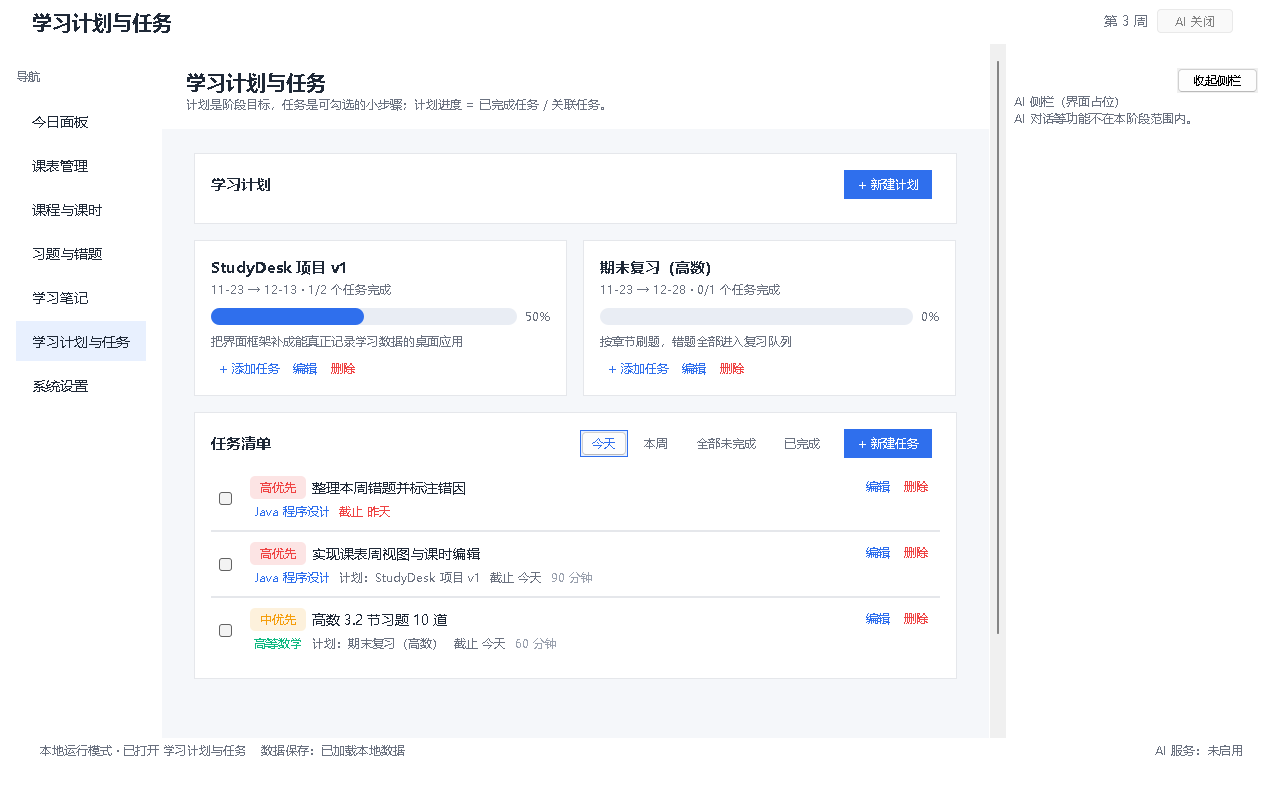 学习计划与任务
第 3 周 AI 关闭
导航
今日面板
课表管理
课程与课时
习题与错题
学习笔记
学习计划与任务
系统设置
学习计划与任务
计划是阶段目标，任务是可勾选的小步骤；计划进度 = 已完成任务 / 关联任务。
学习计划
+ 新建计划
StudyDesk 项目 v1
11-23 → 12-13 · 1/2 个任务完成
50%
把界面框架补成能真正记录学习数据的桌面应用
+ 添加任务 编辑 删除
期末复习（高数）
11-23 → 12-28 · 0/1 个任务完成
0%
按章节刷题，错题全部进入复习队列
+ 添加任务 编辑 删除
任务清单
今天 本周 全部未完成 已完成 + 新建任务
高优先 整理本周错题并标注错因 编辑 删除
Java 程序设计 截止 昨天
高优先 实现课表周视图与课时编辑 编辑 删除
Java 程序设计 计划：StudyDesk 项目 v1 截止 今天 90 分钟
中优先 高数 3.2 节习题 10 道 编辑 删除
高等数学 计划：期末复习（高数） 截止 今天 60 分钟
收起侧栏
AI 侧栏（界面占位）
AI 对话等功能不在本阶段范围内。
本地运行模式 · 已打开 学习计划与任务 数据保存：已加载本地数据
AI 服务：未启用